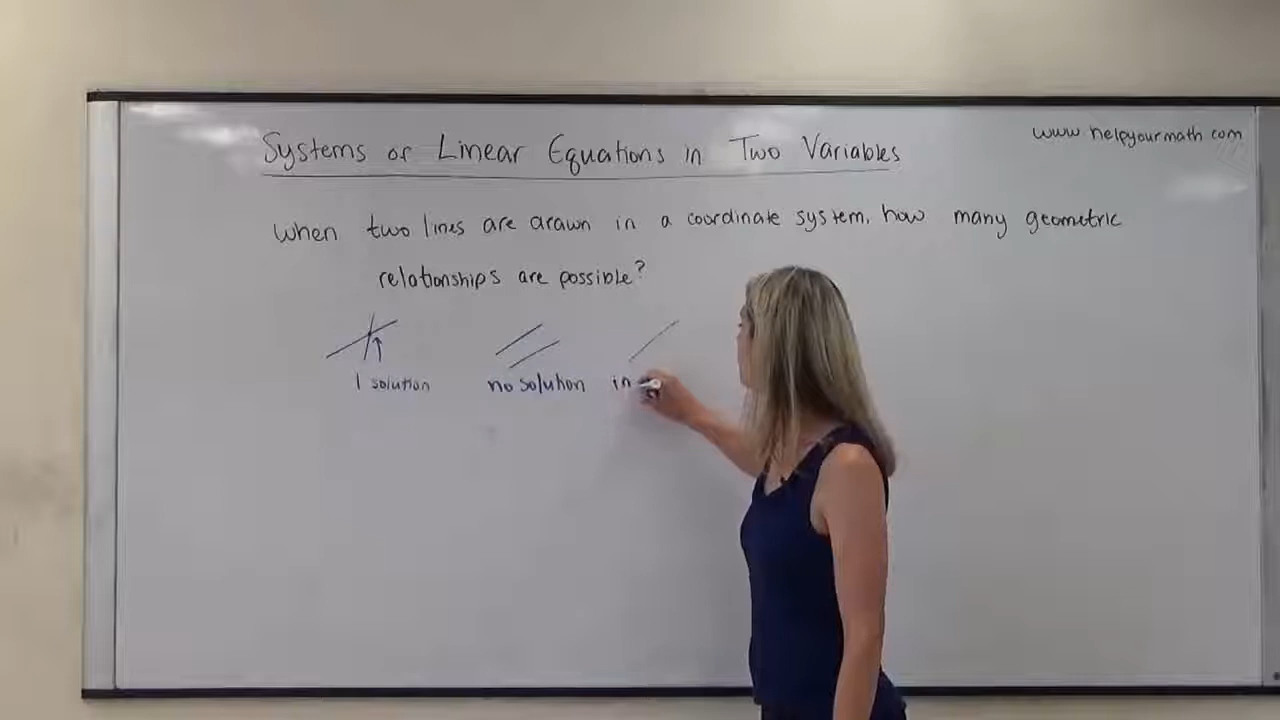 Systems of Linear Equations in Two Variables
www helpyourmath com
When two lines are drawn in a coordinate system, how many geometric
relationships are possible?
1 solution no solution in